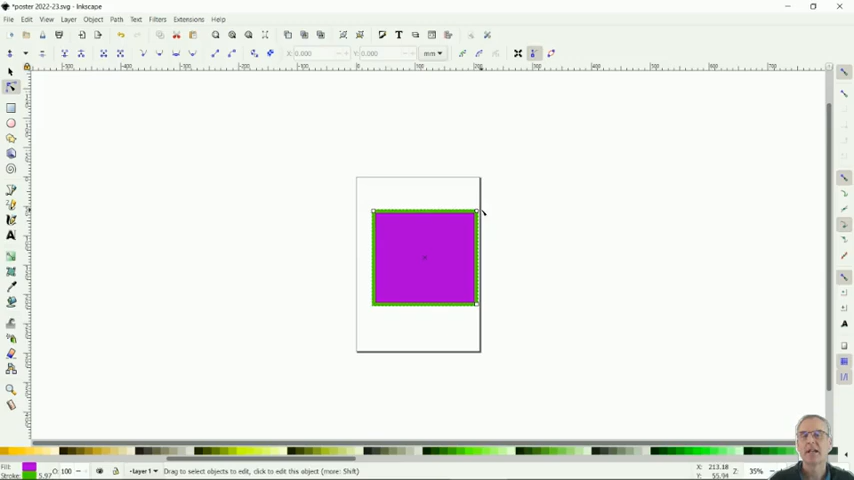 *poster 2022-23.svg - Inkscape
File Edit View Layer Object Path Text Filters Extensions Help
X: 0.000 Y: 0.000 mm
Fill: O: 100 layer 1 Drag to select objects to edit, click to edit this object (more: Shift) X: 213.18 Z: 35%
Stroke: 5.97 Y: 55.94